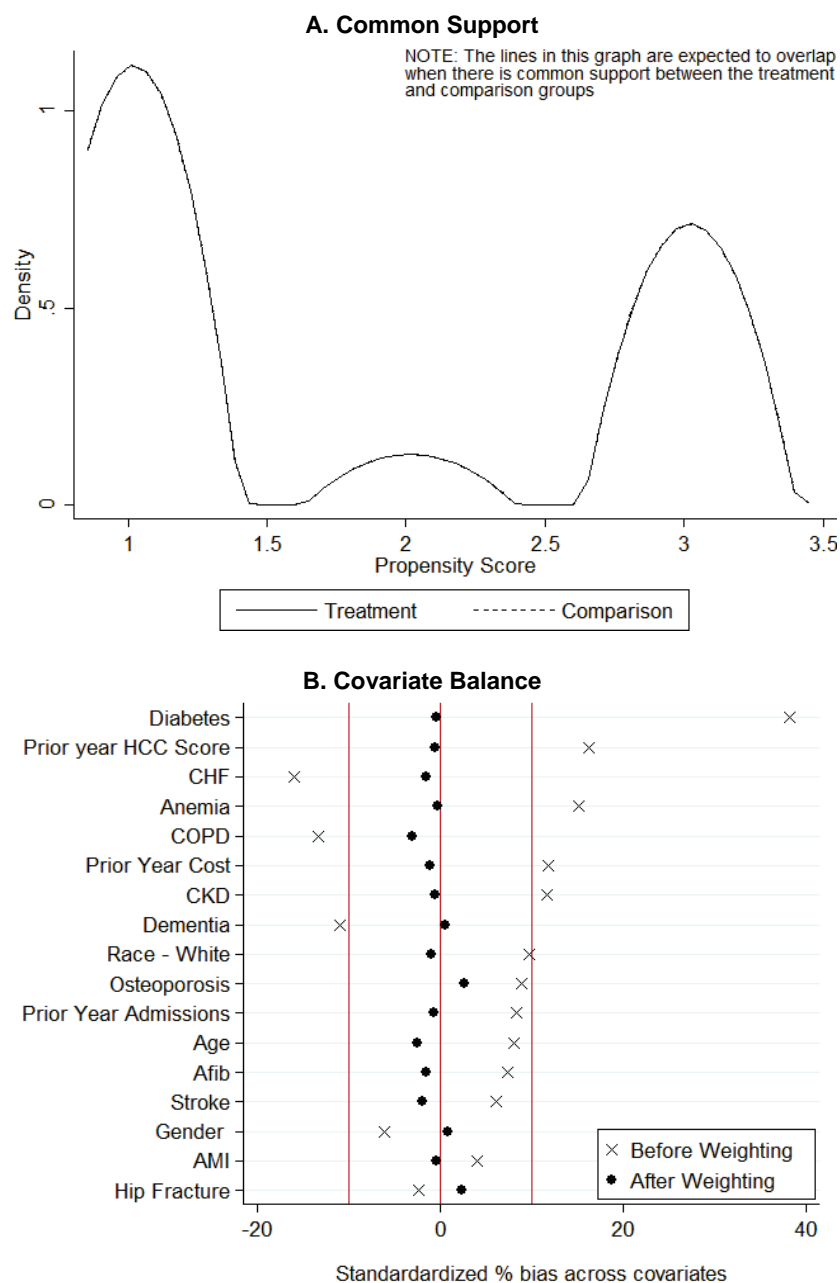 A. Common Support
NOTE: The lines in this graph are expected to overlap
when there is common support between the treatment
and comparison groups
1
.5
0
Density
1
1.5
2
2.5
3
3.5
Propensity Score
Treatment
Comparison
B. Covariate Balance
Diabetes
Prior year HCC Score
CHF
Anemia
COPD
Prior Year Cost
CKD
Dementia
Race - White
Osteoporosis
Prior Year Admissions
Age
Afib
Stroke
Gender
AMI
Hip Fracture
Before Weighting
After Weighting
-20
0
20
40
Standardardized % bias across covariates